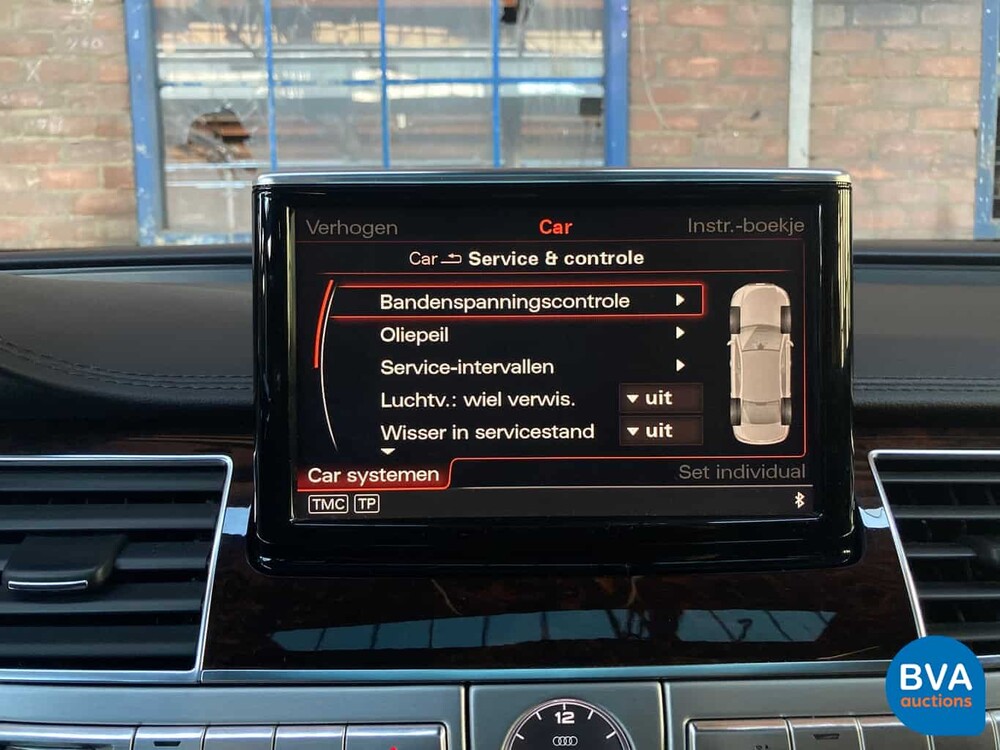 Verhogen Car Instr.-boekje
Car Service & controle
Bandenspanningscontrole
Oliepeil
Service-intervallen
Luchtv.: wiel verwis. uit
Wisser in servicestand uit
Car systemen Set individual
TMC TP
12
BVA
auctions